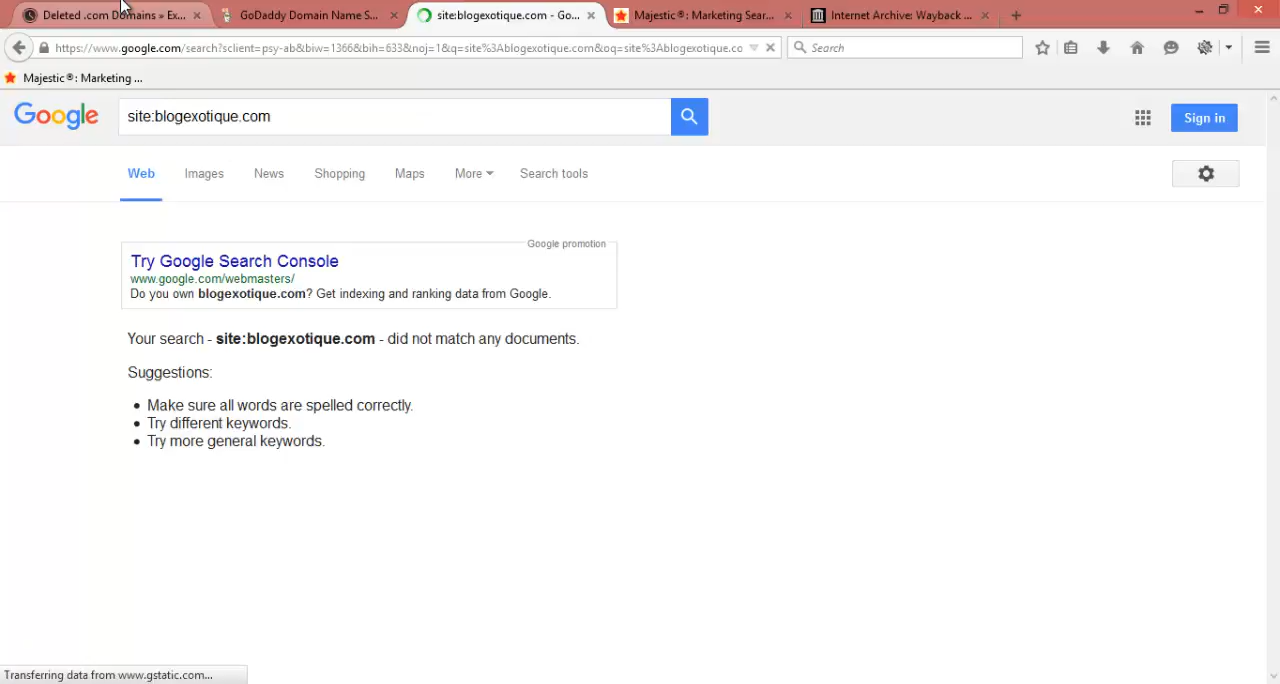 Deleted .com Domains » Ex...
GoDaddy Domain Name S...
site:blogexotique.com - Go...
Majestic®: Marketing Sear...
Internet Archive: Wayback ...
https://www.google.com/search?sclient=psy-ab&biw=1366&bih=633&noj=1&q=site%3Ablogexotique.com&oq=site%3Ablogexotique.co
Search
Majestic®: Marketing ...
Google
site:blogexotique.com
Sign in
Web Images News Shopping Maps More Search tools
Google promotion
Try Google Search Console
www.google.com/webmasters/
Do you own blogexotique.com? Get indexing and ranking data from Google.
Your search - site:blogexotique.com - did not match any documents.
Suggestions:
Make sure all words are spelled correctly.
Try different keywords.
Try more general keywords.
Transferring data from www.gstatic.com...